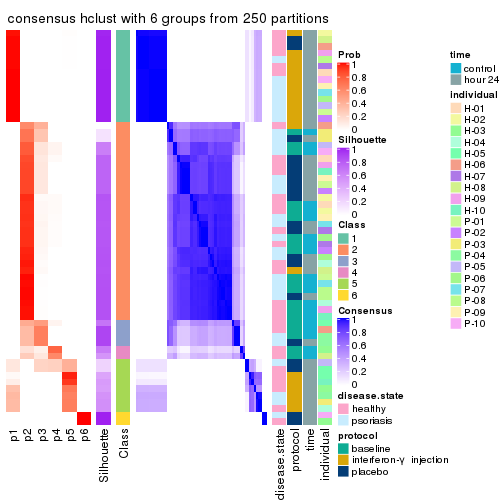 consensus hclust with 6 groups from 250 partitions
p1
p2
p3
p4
p5
p6
Silhouette
Class
disease.state
protocol
time
individual
Prob
1
0.8
0.6
0.4
0.2
0
Silhouette
1
0.8
0.6
0.4
0.2
0
Class
1
2
3
4
5
6
Consensus
1
0.8
0.6
0.4
0.2
0
disease.state
healthy
psoriasis
protocol
baseline
interferon-γ injection
placebo
time
control
hour 24
individual
H-01
H-02
H-03
H-04
H-05
H-06
H-07
H-08
H-09
H-10
P-01
P-02
P-03
P-04
P-05
P-06
P-07
P-08
P-09
P-10